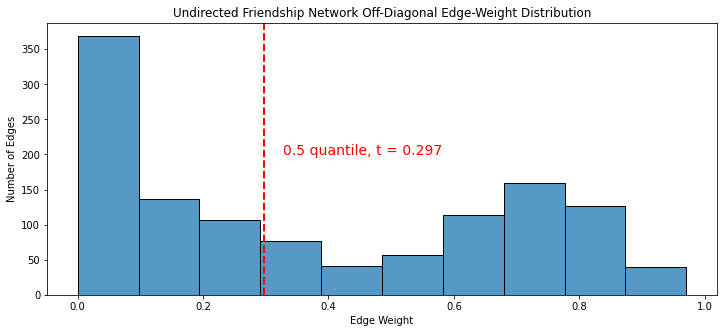 Undirected Friendship Network Off-Diagonal Edge-Weight Distribution
Number of Edges
350
300
250
200
150
100
50
0
0.5 quantile, t = 0.297
0.0 0.2 0.4 0.6 0.8 1.0
Edge Weight